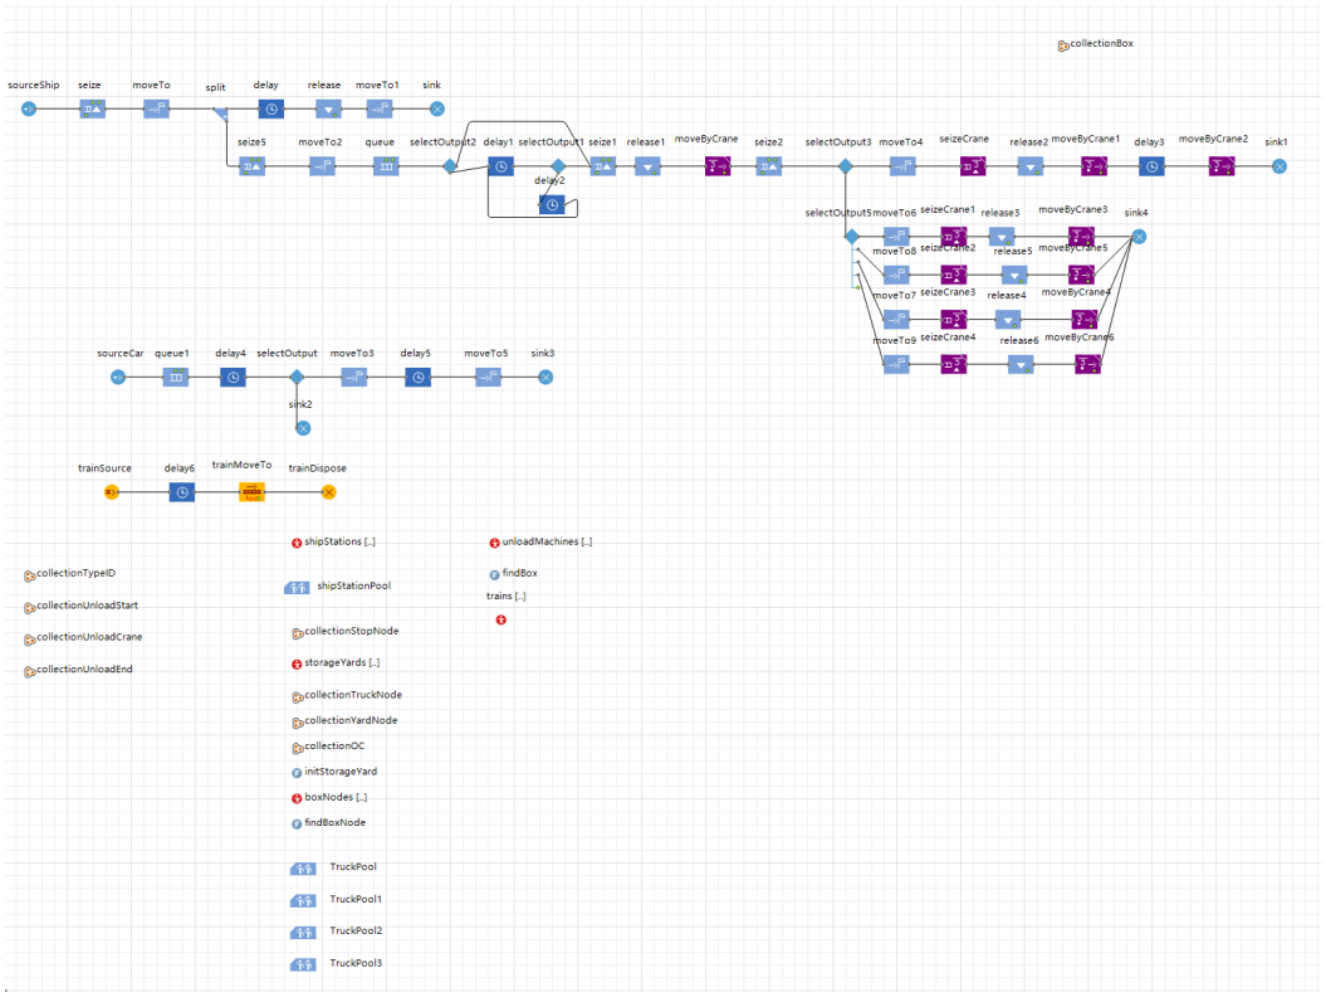 collectionBox
sourceShip seize moveTo split delay release moveTo1 sink
seize5 moveTo2 queue selectOutput2 delay1 selectOutput1 seize1 release1 moveByCrane seize2 selectOutput3 moveTo4 seizeCrane release2 moveByCrane1 delay3 moveByCrane2 sink1
delay2
selectOutput5 moveTo6 seizeCrane1 release3 moveByCrane3 sink4
moveTo8 seizeCrane2 release5 moveByCrane5
moveTo7 seizeCrane3 release4 moveByCrane4
moveTo9 seizeCrane4 release6 moveByCrane6
sourceCar queue1 delay4 selectOutput moveTo3 delay5 moveTo5 sink3
sink2
trainSource delay6 trainMoveTo trainDispose
shipStations [..] unloadMachines [..]
collectionTypeID shipStationPool findBox
trains [..]
collectionUnloadStart
collectionUnloadCrane collectionStopNode
collectionUnloadEnd storageYards [..]
collectionTruckNode
collectionYardNode
collectionOC
initStorageYard
boxNodes [..]
findBoxNode
TruckPool
TruckPool1
TruckPool2
TruckPool3